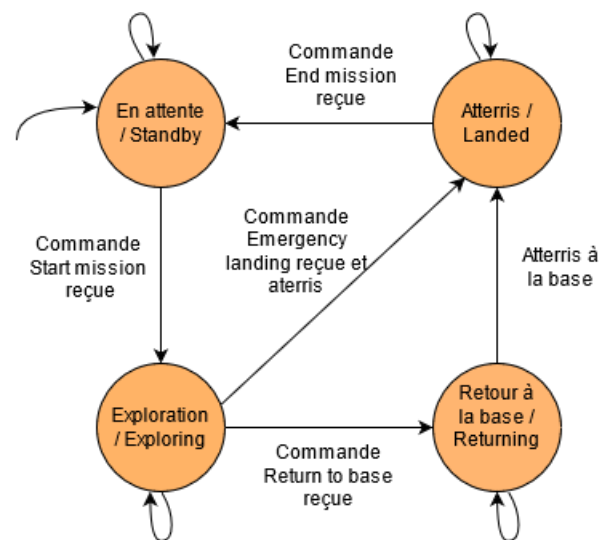 Commande
End mission
reçue
En attente
/ Standby
Atterris /
Landed
Commande
Emergency
landing reçue et
aterris
Commande
Start mission
reçue
Atterris à
la base
Exploration
/ Exploring
Retour à
la base /
Returning
Commande
Return to base
reçue